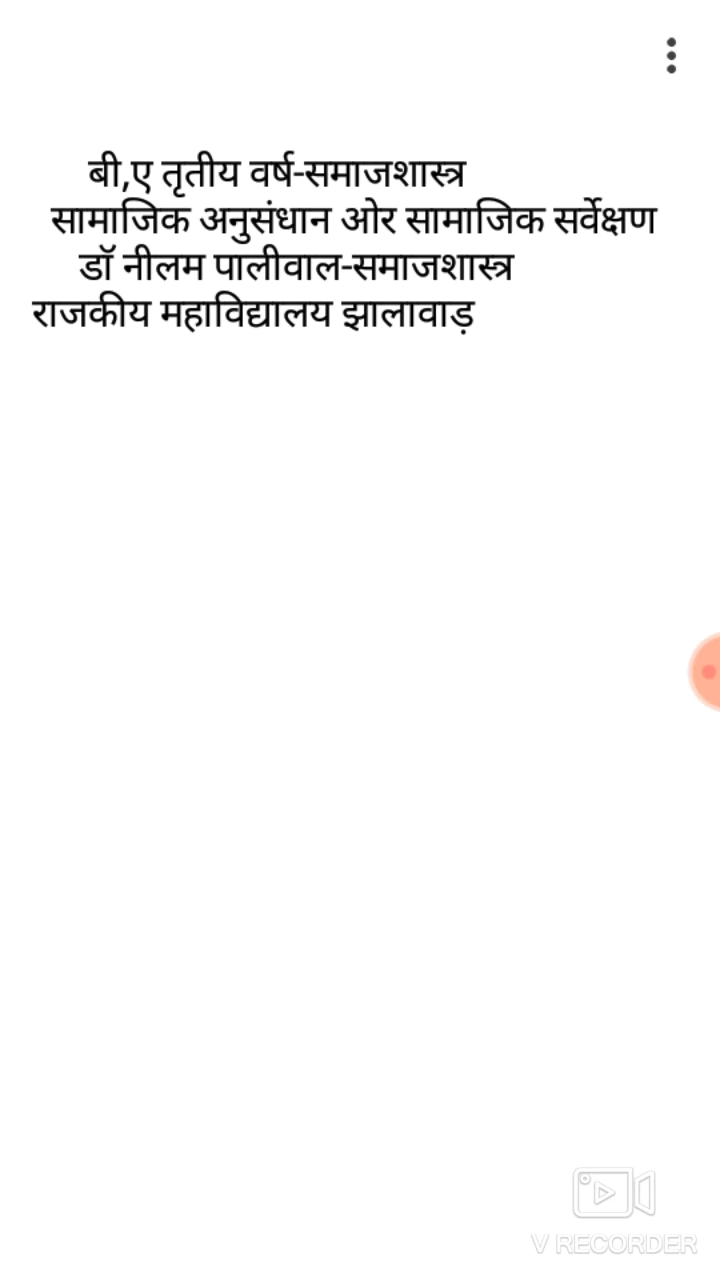 बी,ए तृतीय वर्ष-समाजशास्त्र
सामाजिक अनुसंधान ओर सामाजिक सर्वेक्षण
डॉ नीलम पालीवाल-समाजशास्त्र
राजकीय महाविद्यालय झालावाड़
V RECORDER